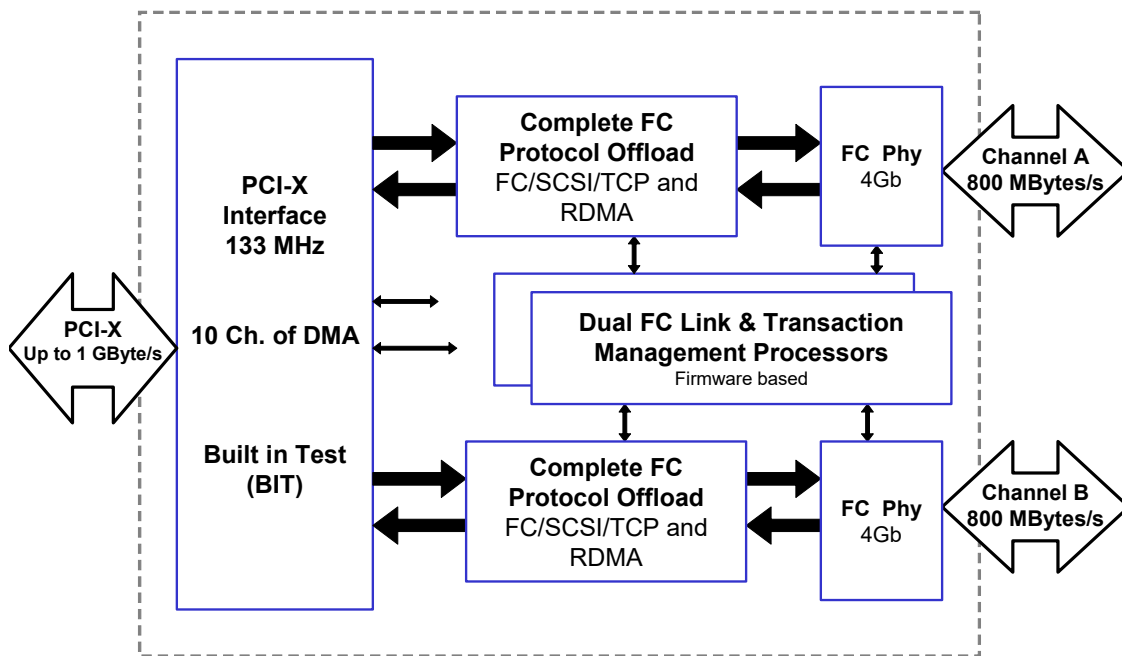 PCI-X
Up to 1 GByte/s
PCI-X
Interface
133 MHz
10 Ch. of DMA
Built in Test
(BIT)
Complete FC
Protocol Offload
FC/SCSI/TCP and
RDMA
FC Phy
4Gb
Channel A
800 MBytes/s
Dual FC Link & Transaction
Management Processors
Firmware based
Complete FC
Protocol Offload
FC/SCSI/TCP and
RDMA
FC Phy
4Gb
Channel B
800 MBytes/s